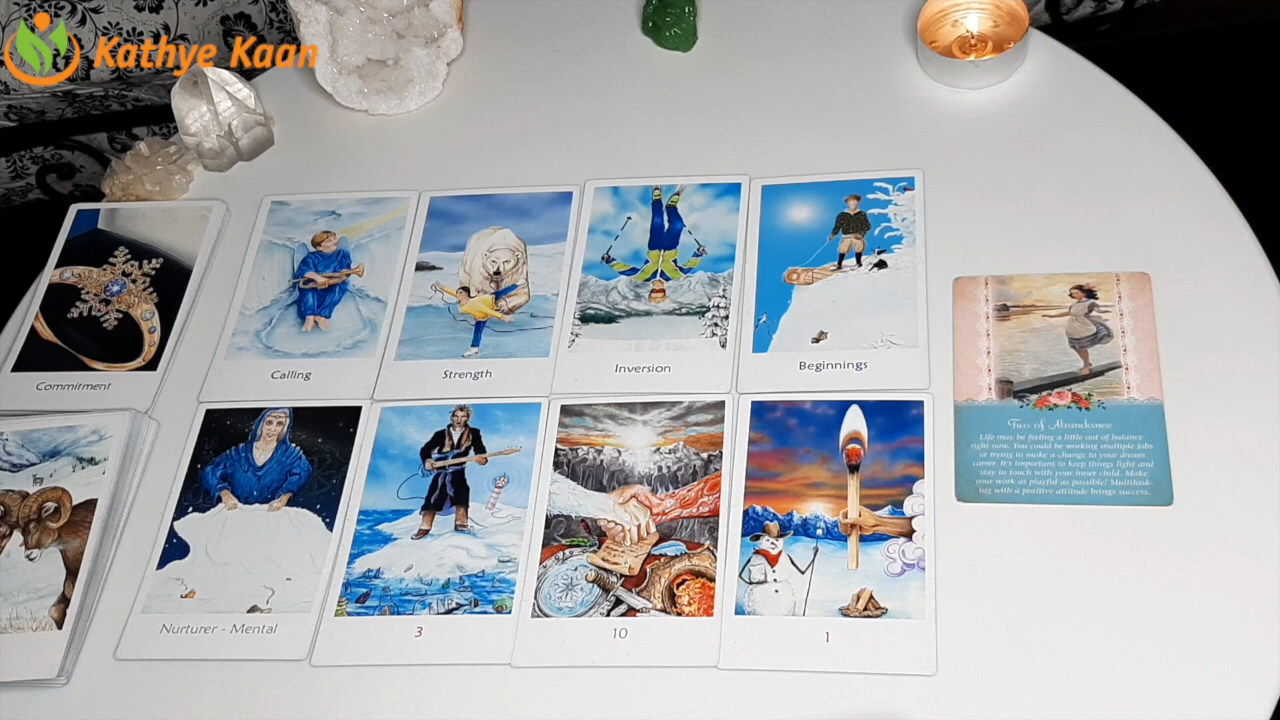 Kathye Kaan
Commitment
Calling
Strength
Inversion
Beginnings
Nurturer - Mental
3
10
1
Two of Abundance
Life may be feeling a little out of balance
right now. You could be working multiple jobs
or trying to make a change to your dream
career. It's important to keep things light and
stay in touch with your inner child. Make
your work as playful as possible! Multitask-
ing with a positive attitude brings success.